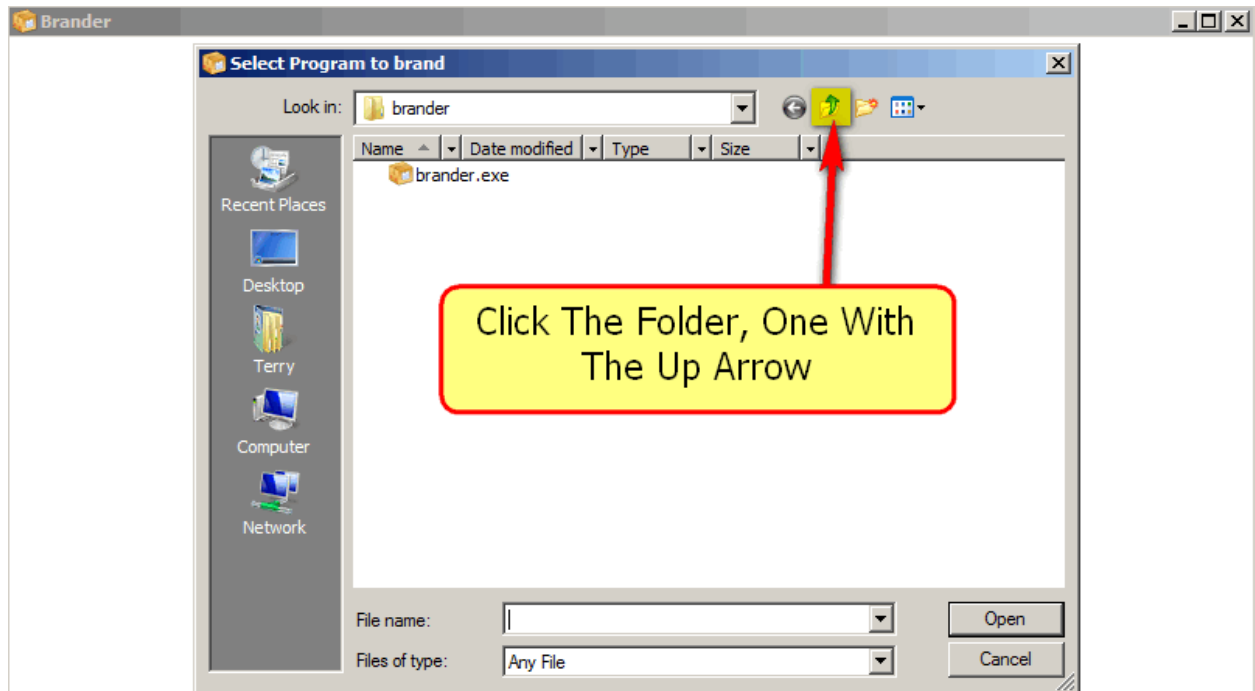 Brander
Select Program to brand
Look in: brander
Name Date modified Type Size
brander.exe
Recent Places
Desktop
Terry
Computer
Network
Click The Folder, One With
The Up Arrow
File name: Open
Files of type: Any File Cancel